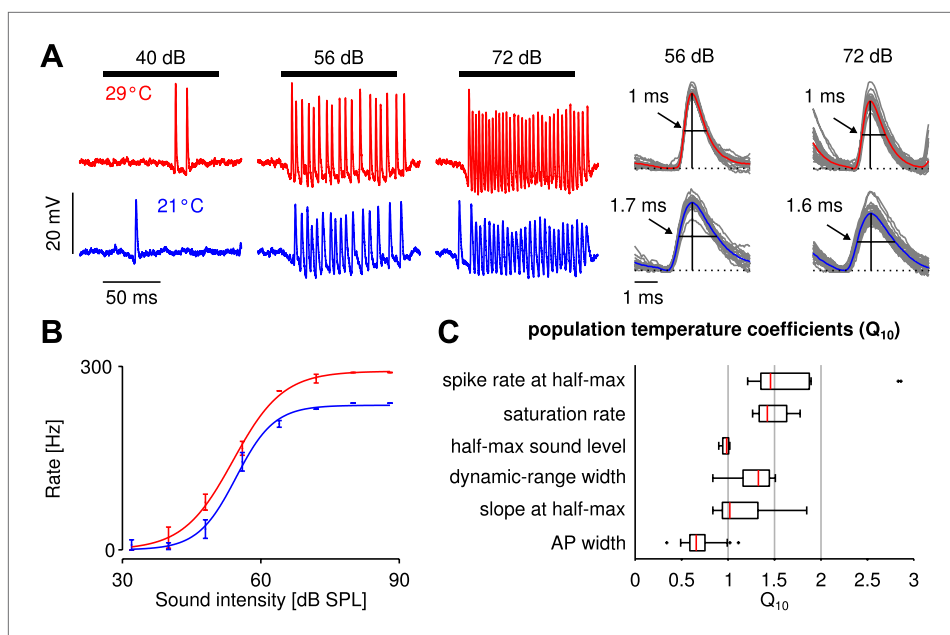 A
40 dB 56 dB 72 dB 56 dB 72 dB
29°C
1 ms 1 ms
21°C
1.7 ms 1.6 ms
20 mV
50 ms
1 ms
B
300
0
Rate [Hz]
30 60 90
Sound intensity [dB SPL]
C
population temperature coefficients (Q10)
spike rate at half-max
saturation rate
half-max sound level
dynamic-range width
slope at half-max
AP width
0 0.5 1 1.5 2 2.5 3
Q10